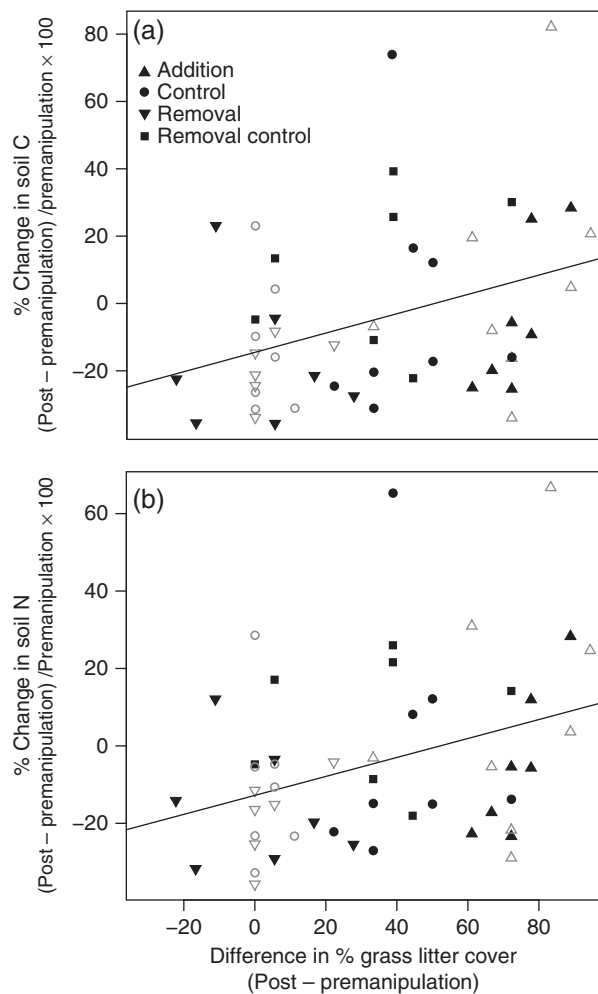 (a)
Addition
Control
Removal
Removal control
% Change in soil C
(Post – premanipulation) /premanipulation × 100
80
60
40
20
0
−20
(b)
% Change in soil N
(Post – premanipulation) /Premanipulation × 100
60
40
20
0
−20
−20 0 20 40 60 80
Difference in % grass litter cover
(Post – premanipulation)